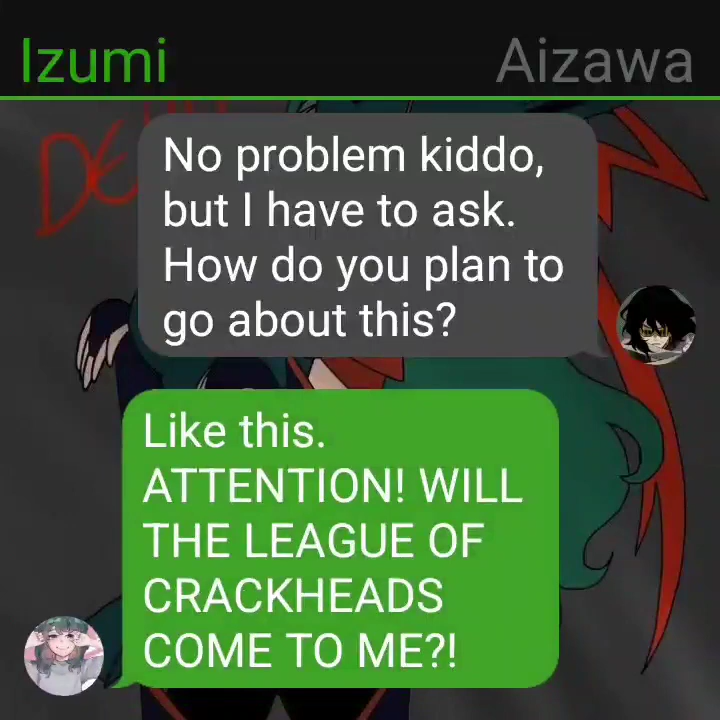 Izumi
Aizawa
No problem kiddo,
but I have to ask.
How do you plan to
go about this?
Like this.
ATTENTION! WILL
THE LEAGUE OF
CRACKHEADS
COME TO ME?!